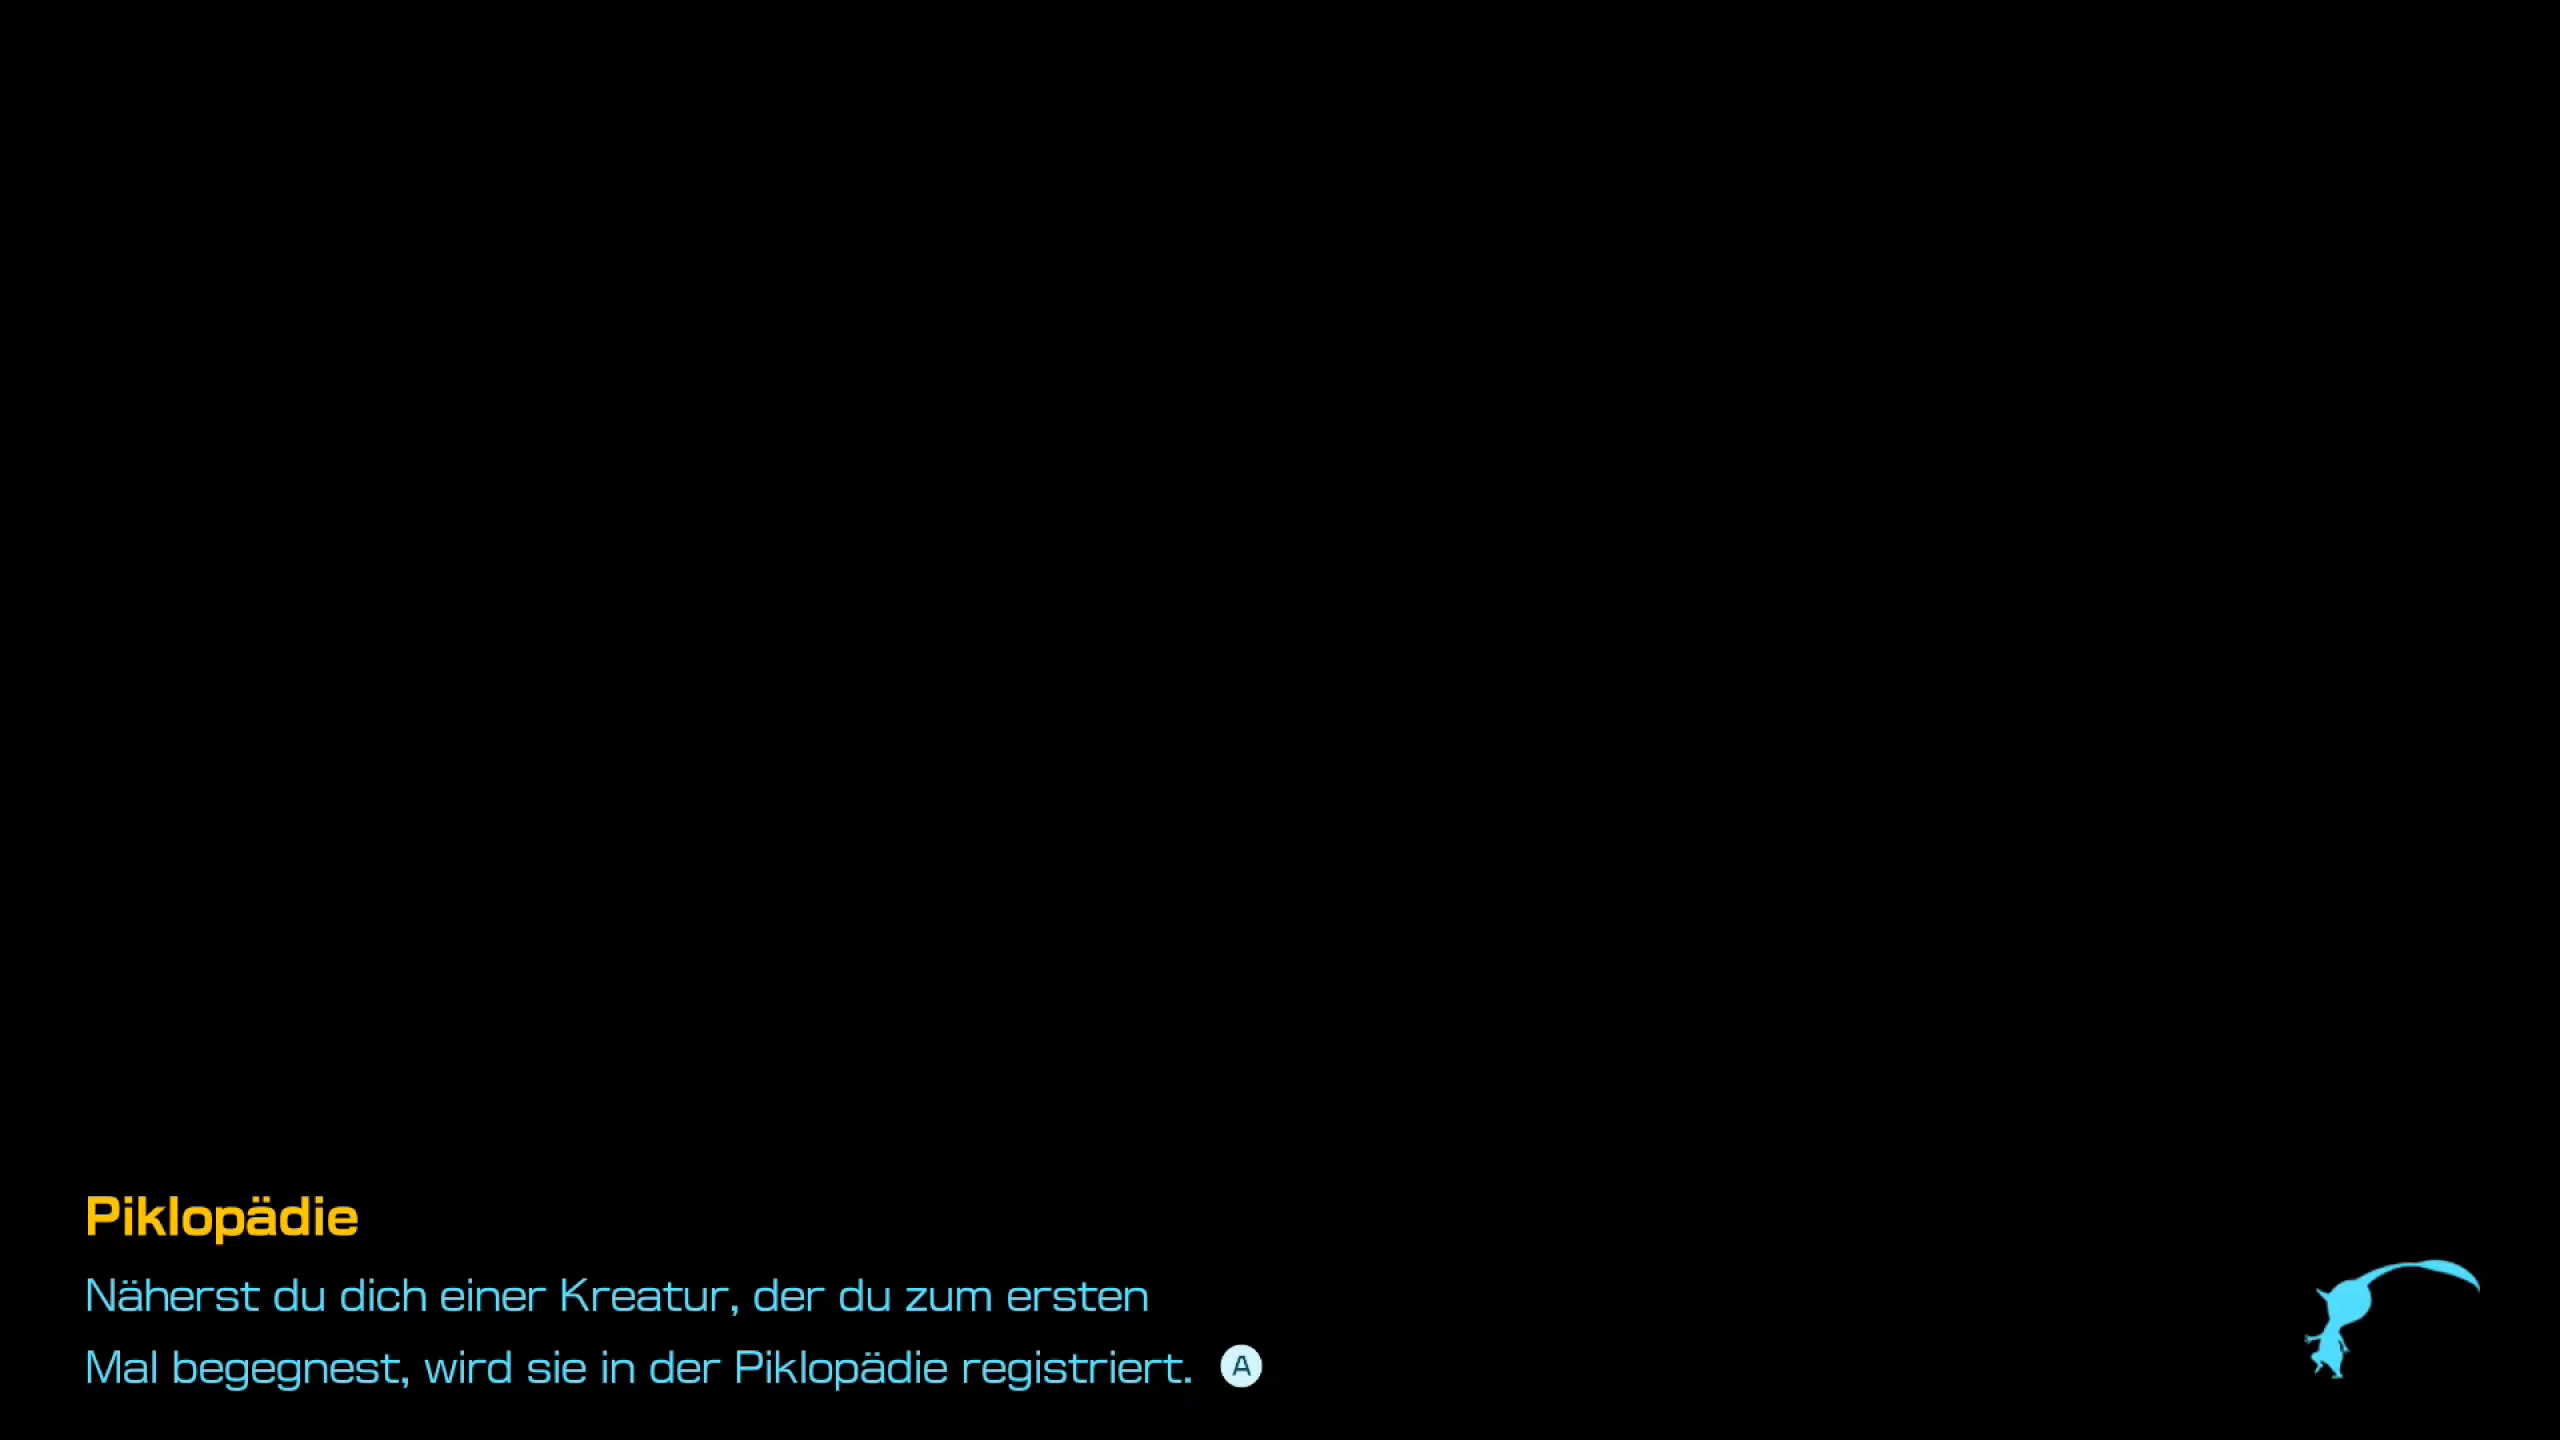 Piklopädie
Näherst du dich einer Kreatur, der du zum ersten
Mal begegnest, wird sie in der Piklopädie registriert. A